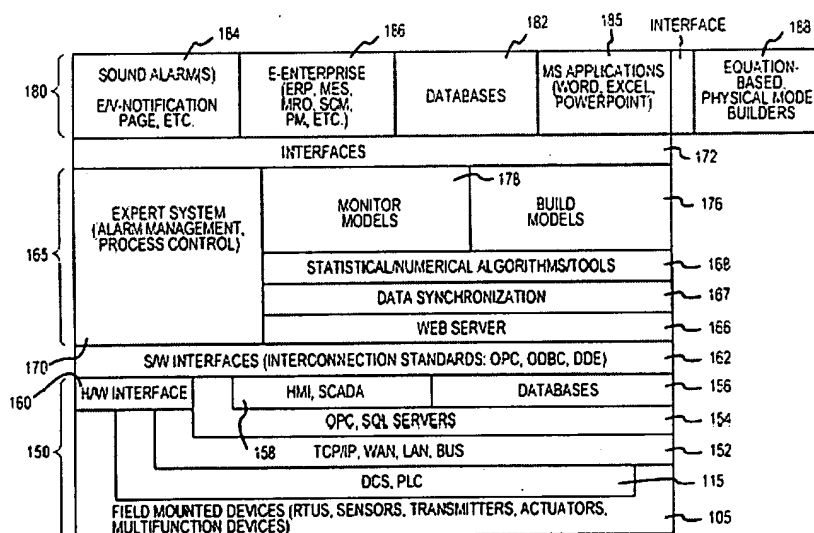 184
186
182
185
INTERFACE
188
180
SOUND ALARM(S)
E/V-NOTIFICATION
PAGE, ETC.
E-ENTERPRISE
(ERP, MES,
MRO, SCM,
PM, ETC.)
DATABASES
MS APPLICATIONS
(WORD, EXCEL,
POWERPOINT)
EQUATION-
BASED,
PHYSICAL MODE
BUILDERS
INTERFACES
172
165
EXPERT SYSTEM
(ALARM MANAGEMENT,
PROCESS CONTROL)
MONITOR
MODELS
178
BUILD
MODELS
176
STATISTICAL/NUMERICAL ALGORITHMS/TOOLS
168
DATA SYNCHRONIZATION
167
WEB SERVER
166
170
S/W INTERFACES (INTERCONNECTION STANDARDS: OPC, ODBC, DDE)
162
160
H/W INTERFACE
HMI, SCADA
DATABASES
156
150
158
OPC, SQL SERVERS
154
TCP/IP, WAN, LAN, BUS
152
DCS, PLC
115
FIELD MOUNTED DEVICES (RTUS, SENSORS, TRANSMITTERS, ACTUATORS,
MULTIFUNCTION DEVICES)
105